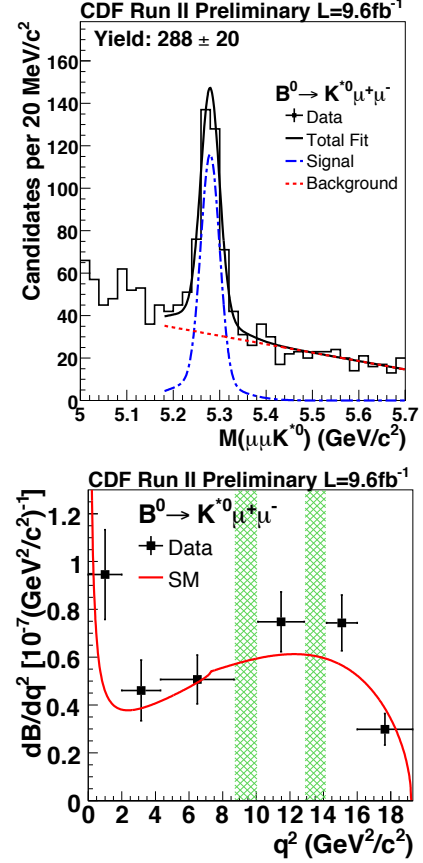 CDF Run II Preliminary L=9.6fb⁻¹
Yield: 288 ± 20
B⁰→ K*⁰μ⁺μ⁻
Data
Total Fit
Signal
Background
Candidates per 20 MeV/c²
160
140
120
100
80
60
40
20
0
5 5.1 5.2 5.3 5.4 5.5 5.6 5.7
M(μμK*⁰) (GeV/c²)
CDF Run II Preliminary L=9.6fb⁻¹
B⁰→ K*⁰μ⁺μ⁻
Data
SM
dB/dq² [10⁻⁷(GeV²/c²)⁻¹]
1.2
1
0.8
0.6
0.4
0.2
0
0 2 4 6 8 10 12 14 16 18
q² (GeV²/c²)